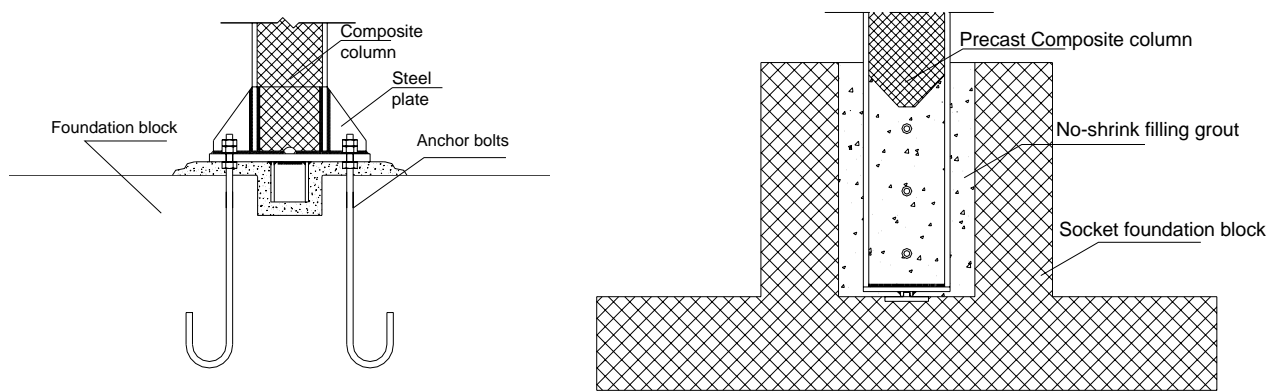 Composite
column
Steel
plate
Foundation block
Anchor bolts
Precast Composite column
No-shrink filling grout
Socket foundation block